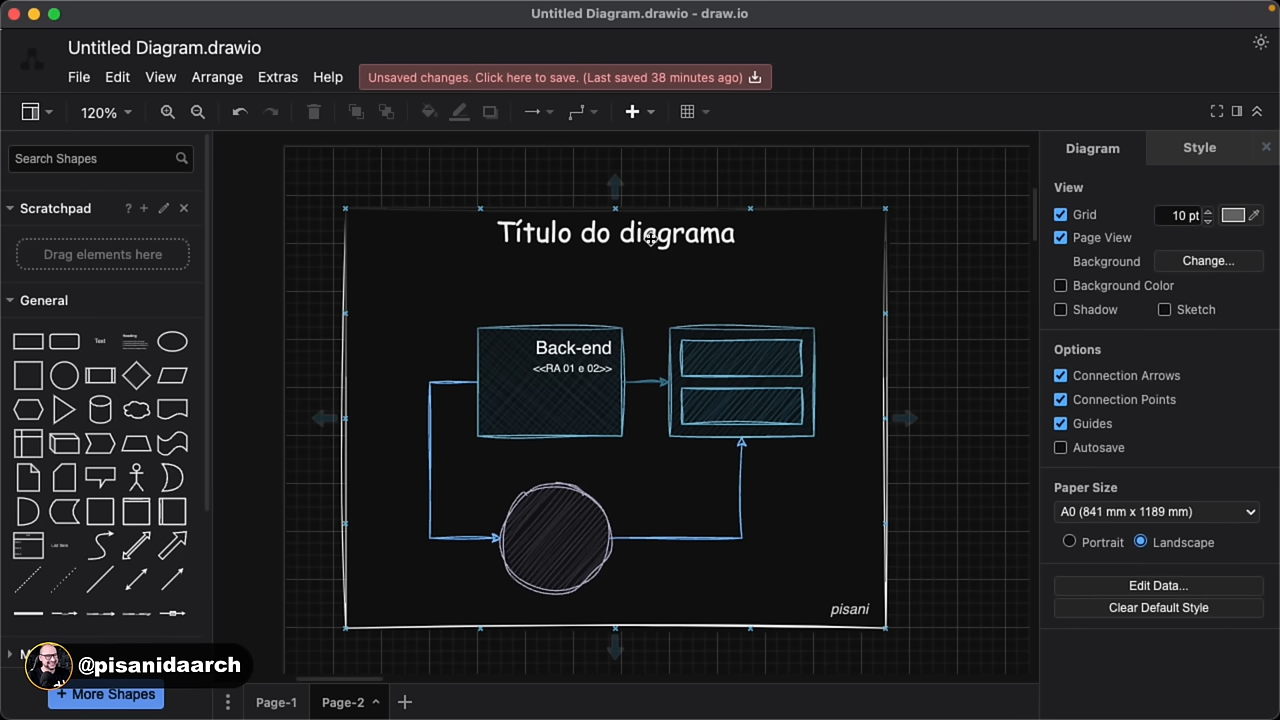 Untitled Diagram.drawio - draw.io
Untitled Diagram.drawio
File Edit View Arrange Extras Help
Unsaved changes. Click here to save. (Last saved 38 minutes ago)
120%
Search Shapes
Scratchpad
?
Drag elements here
General
Text
Heading
List Item
@pisanidaarch
+ More Shapes
Título do diagrama
Back-end
<<RA 01 e 02>>
pisani
Page-1
Page-2
Diagram
Style
View
Grid
10 pt
Page View
Background
Change...
Background Color
Shadow
Sketch
Options
Connection Arrows
Connection Points
Guides
Autosave
Paper Size
A0 (841 mm x 1189 mm)
Portrait
Landscape
Edit Data...
Clear Default Style